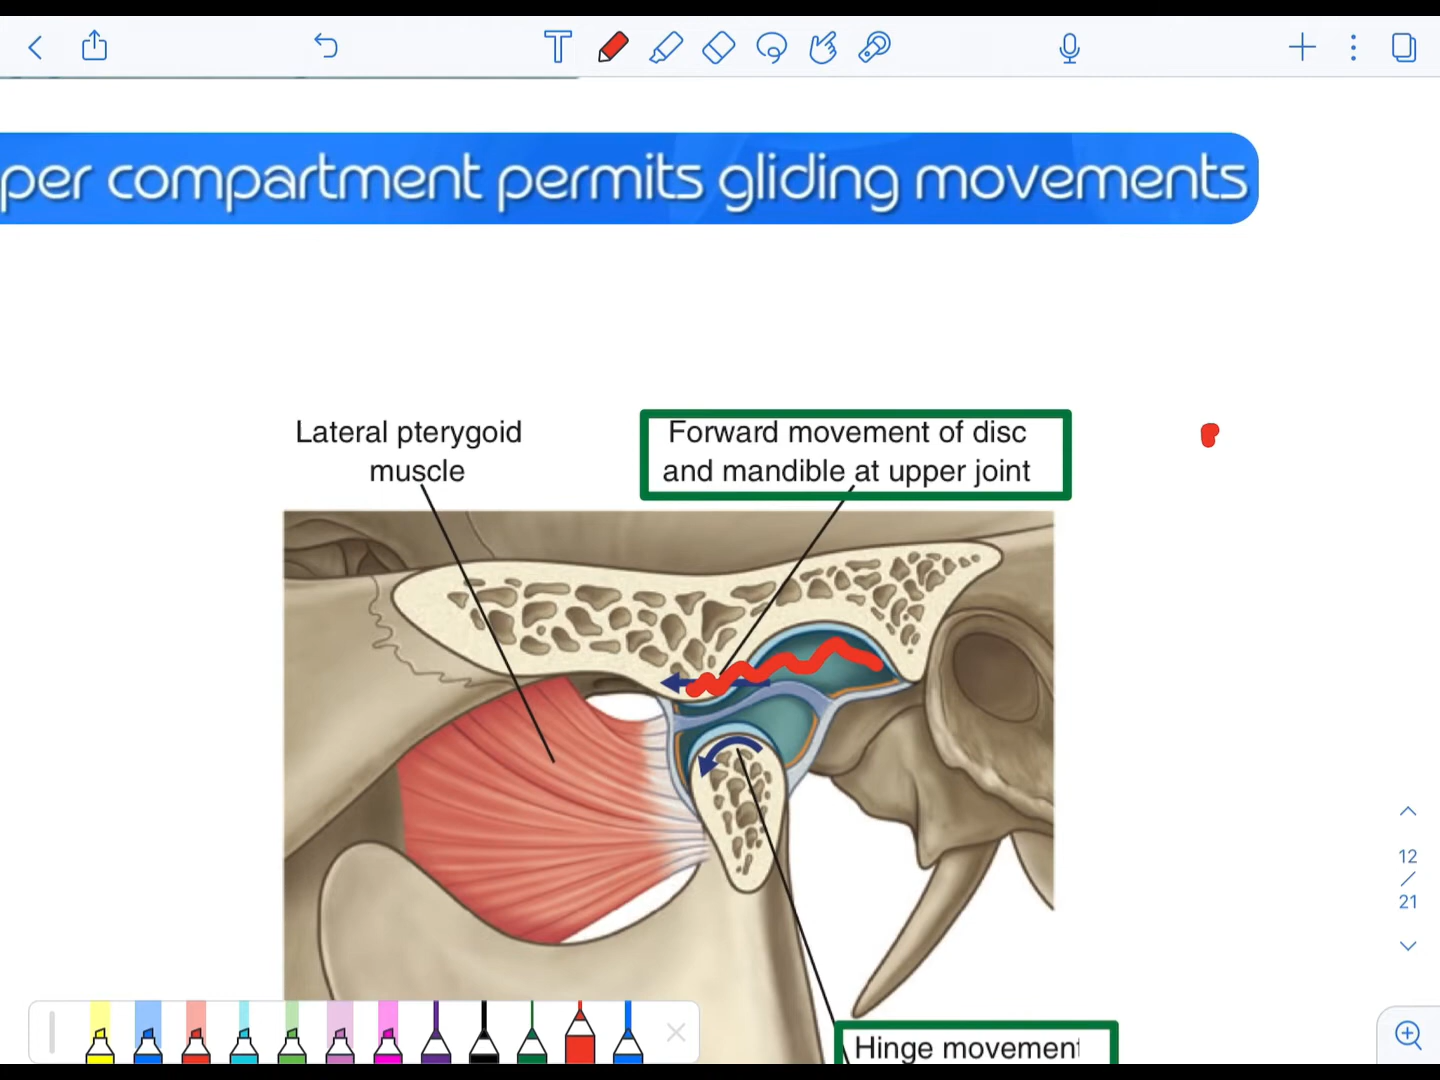 per compartment permits gliding movements
Lateral pterygoid
muscle
Forward movement of disc
and mandible at upper joint
12
/
21
Hinge movement